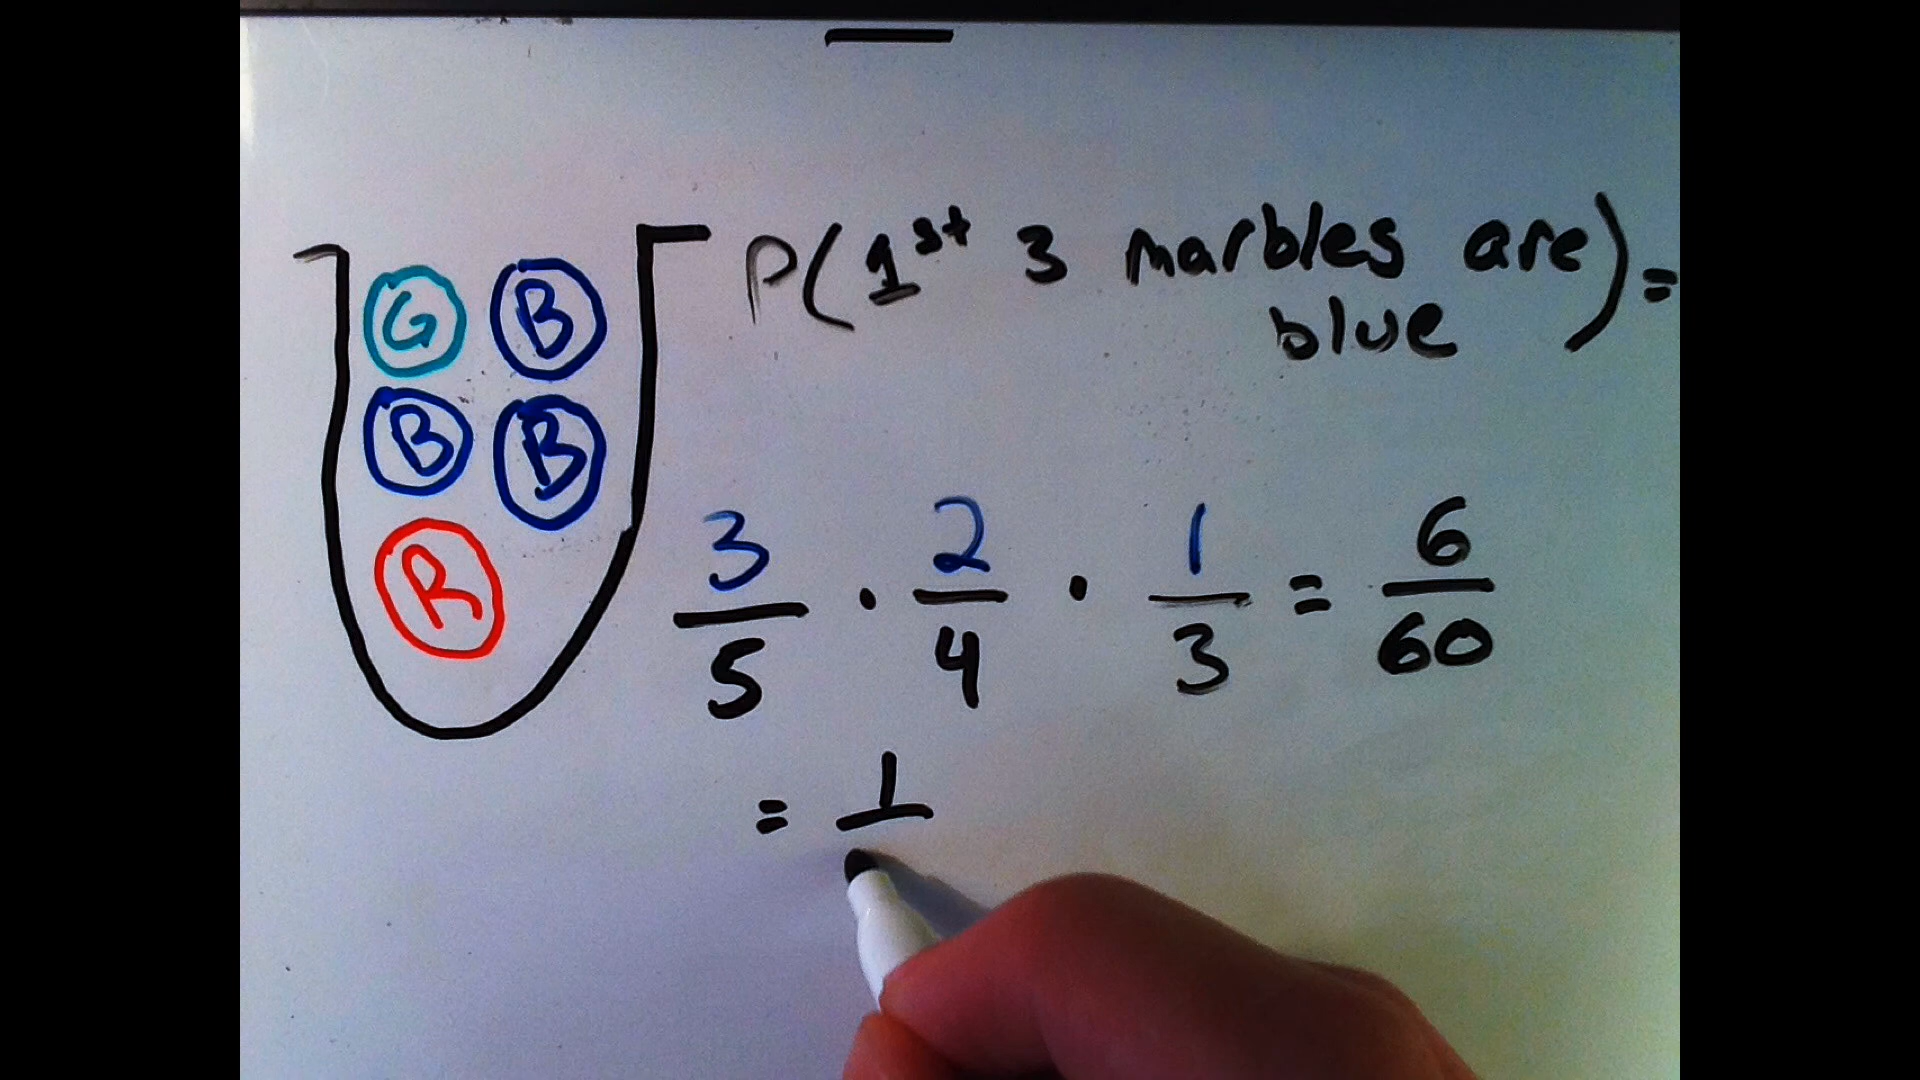 P(1st 3 marbles are blue) =
G B
B B
R
3/5 · 2/4 · 1/3 = 6/60
= 1/